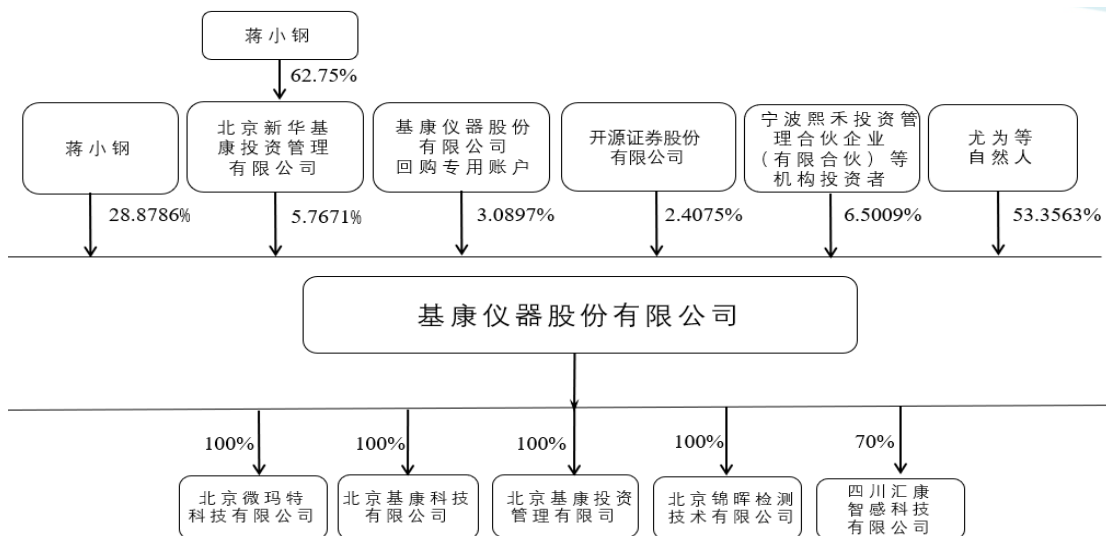 蒋小钢
62.75%
蒋小钢
北京新华基
康投资管理
有限公司
基康仪器股份
有限公司
回购专用账户
开源证券股份
有限公司
宁波熙禾投资管
理合伙企业
（有限合伙）等
机构投资者
尤为等
自然人
28.8786%
5.7671%
3.0897%
2.4075%
6.5009%
53.3563%
基康仪器股份有限公司
100%
100%
100%
100%
70%
北京微玛特
科技有限公司
北京基康科技
有限公司
北京基康投资
管理有限公司
北京锦晖检测
技术有限公司
四川汇康
智感科技
有限公司